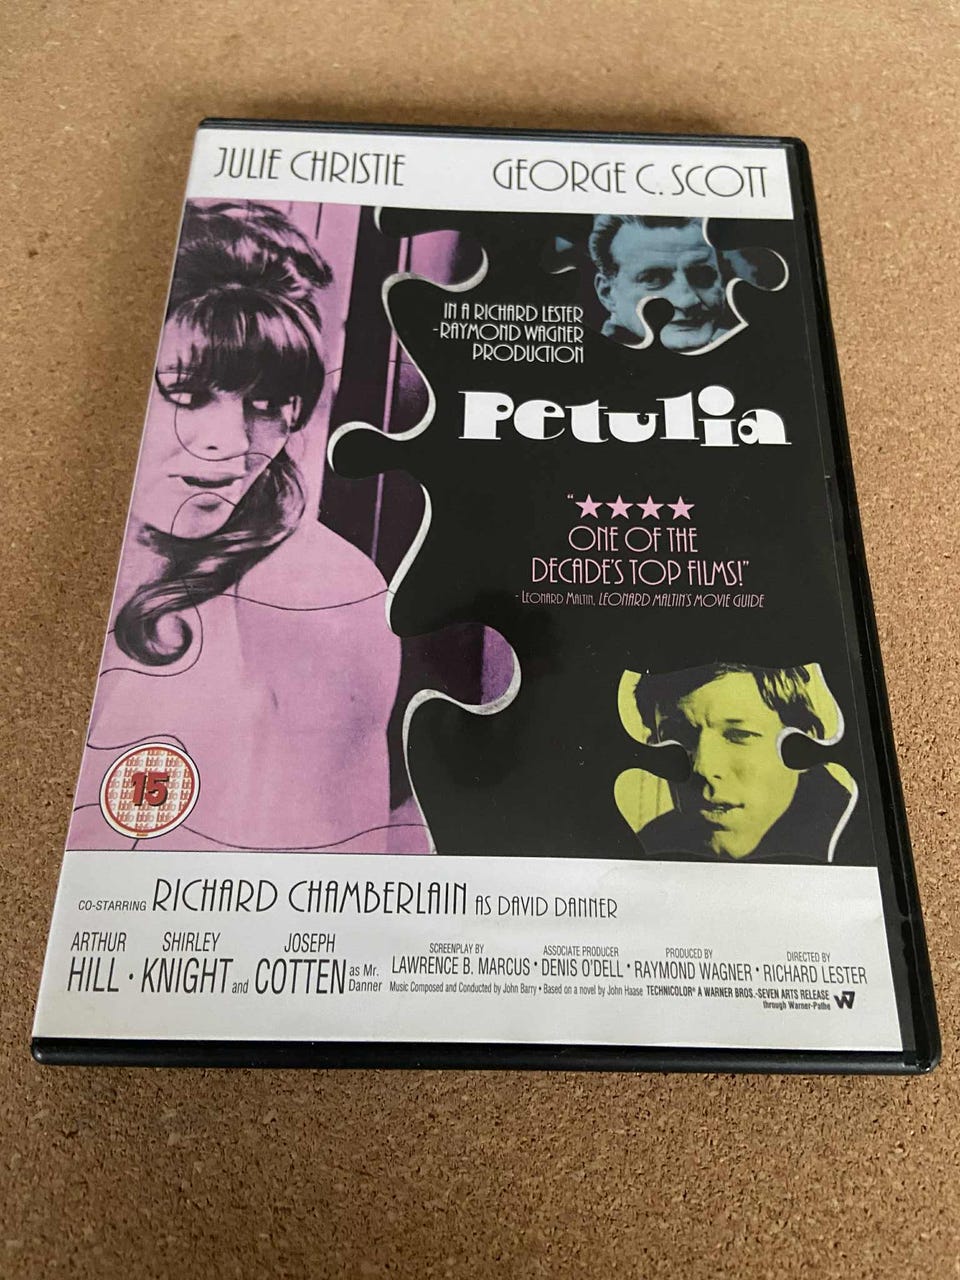 JULIE CHRISTIE GEORGE C. SCOTT
IN A RICHARD LESTER
-RAYMOND WAGNER
PRODUCTION
Petulia
"★★★★
ONE OF THE
DECADE'S TOP FILMS!"
- LEONARD MALTIN, LEONARD MALTIN'S MOVIE GUIDE
15
CO-STARRING RICHARD CHAMBERLAIN AS DAVID DANNER
ARTHUR HILL • SHIRLEY KNIGHT and JOSEPH COTTEN as Mr. Danner
SCREENPLAY BY LAWRENCE B. MARCUS • ASSOCIATE PRODUCER DENIS O'DELL • PRODUCED BY RAYMOND WAGNER • DIRECTED BY RICHARD LESTER
Music Composed and Conducted by John Barry • Based on a novel by John Haase TECHNICOLOR® A WARNER BROS.-SEVEN ARTS RELEASE
through Warner-Pathe